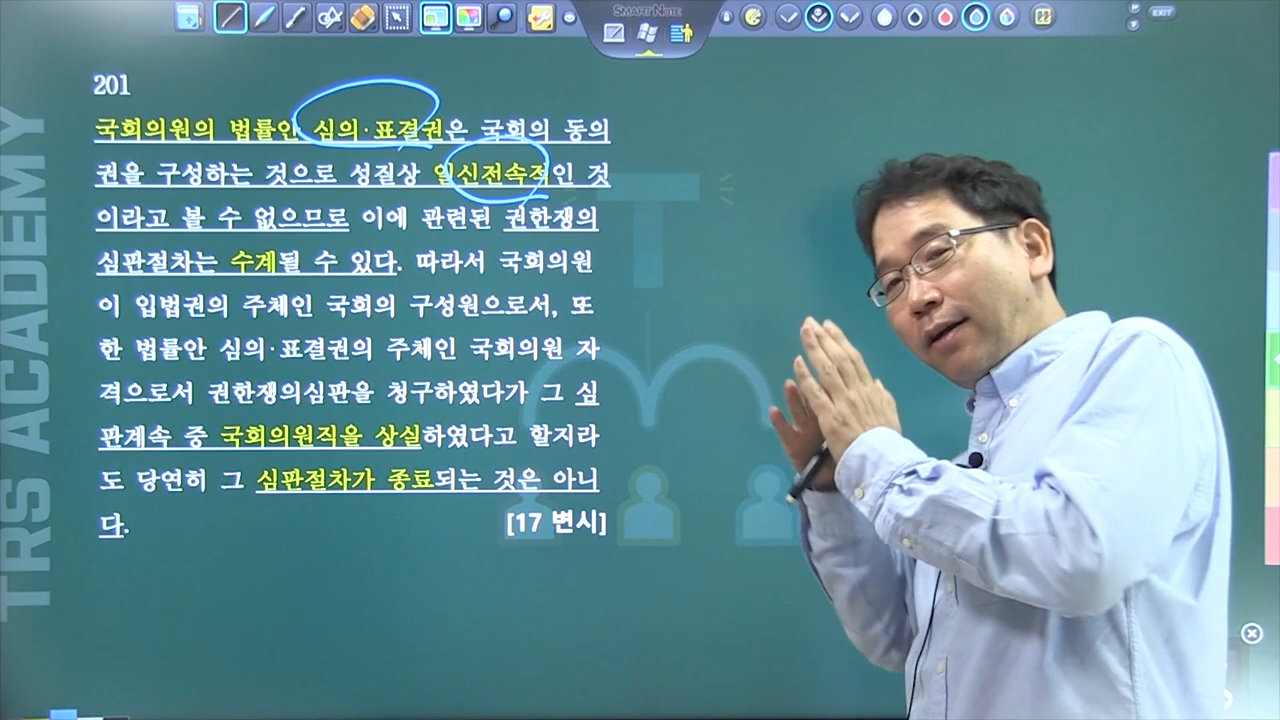 SMART NOTE
EXIT
TRS ACADEMY
201
국회의원의 법률안 심의·표결권은 국회의 동의
권을 구성하는 것으로 성질상 일신전속적인 것
이라고 볼 수 없으므로 이에 관련된 권한쟁의
심판절차는 수계될 수 있다. 따라서 국회의원
이 입법권의 주체인 국회의 구성원으로서, 또
한 법률안 심의·표결권의 주체인 국회의원 자
격으로서 권한쟁의심판을 청구하였다가 그 심
판계속 중 국회의원직을 상실하였다고 할지라
도 당연히 그 심판절차가 종료되는 것은 아니
다. [17 변시]